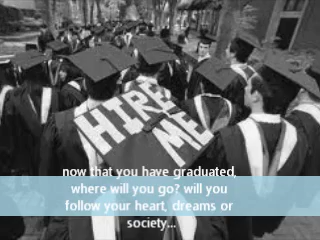 HIRE
ME
now that you have graduated,
where will you go? will you
follow your heart, dreams or
society...